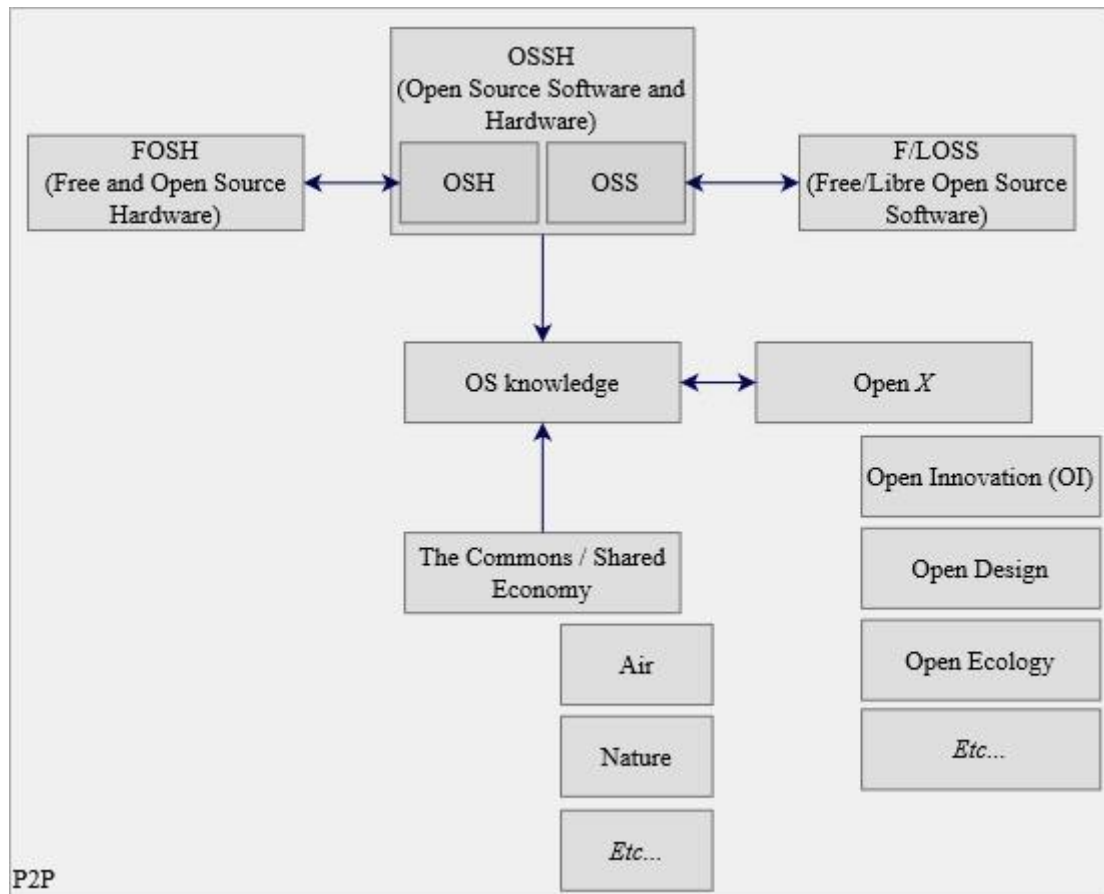 OSSH
(Open Source Software and
Hardware)
FOSH
(Free and Open Source
Hardware)
OSH
OSS
F/LOSS
(Free/Libre Open Source
Software)
OS knowledge
Open X
Open Innovation (OI)
The Commons / Shared
Economy
Open Design
Air
Open Ecology
Nature
Etc...
Etc...
P2P